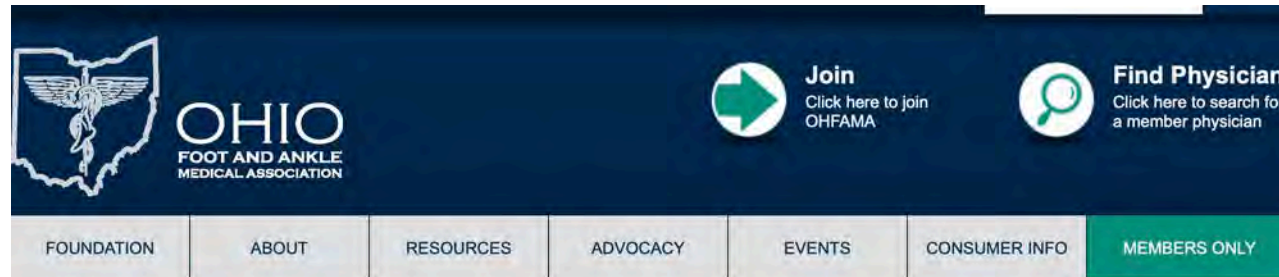 OHIO
FOOT AND ANKLE
MEDICAL ASSOCIATION
Join
Click here to join
OHFAMA
Find Physician
Click here to search fo
a member physician
FOUNDATION
ABOUT
RESOURCES
ADVOCACY
EVENTS
CONSUMER INFO
MEMBERS ONLY